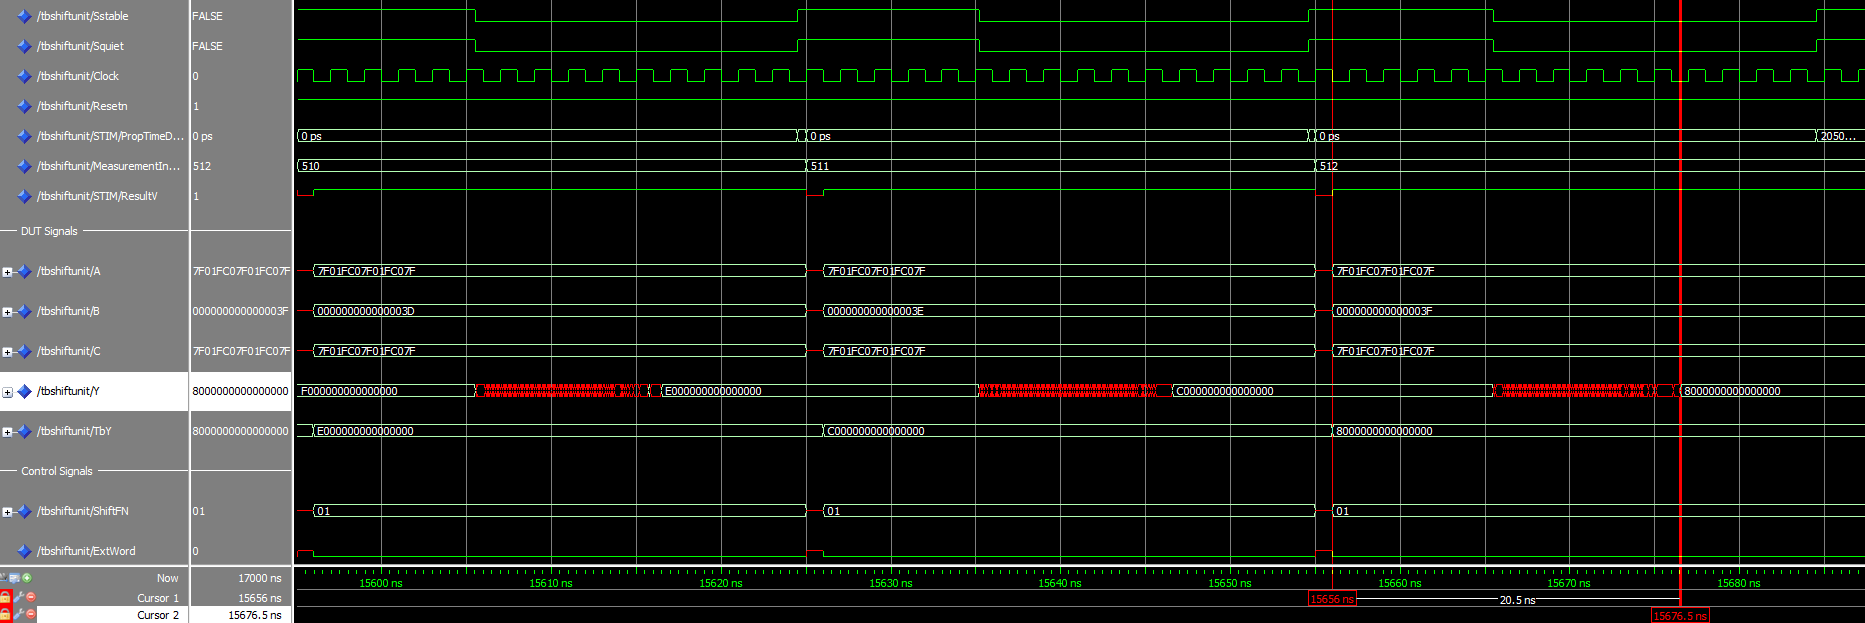 /tbshiftunit/Sstable FALSE
/tbshiftunit/Squiet FALSE
/tbshiftunit/Clock 0
/tbshiftunit/Resetn 1
/tbshiftunit/STIM/PropTimeD... 0 ps 0 ps 0 ps 0 ps 2050...
/tbshiftunit/MeasurementIn... 512 510 511 512
/tbshiftunit/STIM/ResultV 1
DUT Signals
/tbshiftunit/A 7F01FC07F01FC07F 7F01FC07F01FC07F 7F01FC07F01FC07F 7F01FC07F01FC07F
/tbshiftunit/B 000000000000003F 000000000000003D 000000000000003E 000000000000003F
/tbshiftunit/C 7F01FC07F01FC07F 7F01FC07F01FC07F 7F01FC07F01FC07F 7F01FC07F01FC07F
/tbshiftunit/Y 8000000000000000 F000000000000000 E000000000000000 C000000000000000 8000000000000000
/tbshiftunit/TbY 8000000000000000 E000000000000000 C000000000000000 8000000000000000
Control Signals
/tbshiftunit/ShiftFN 01 01 01 01
/tbshiftunit/ExtWord 0
Now 17000 ns 15600 ns 15610 ns 15620 ns 15630 ns 15640 ns 15650 ns 15660 ns 15670 ns 15680 ns
Cursor 1 15656 ns 15656 ns 20.5 ns
Cursor 2 15676.5 ns 15676.5 ns